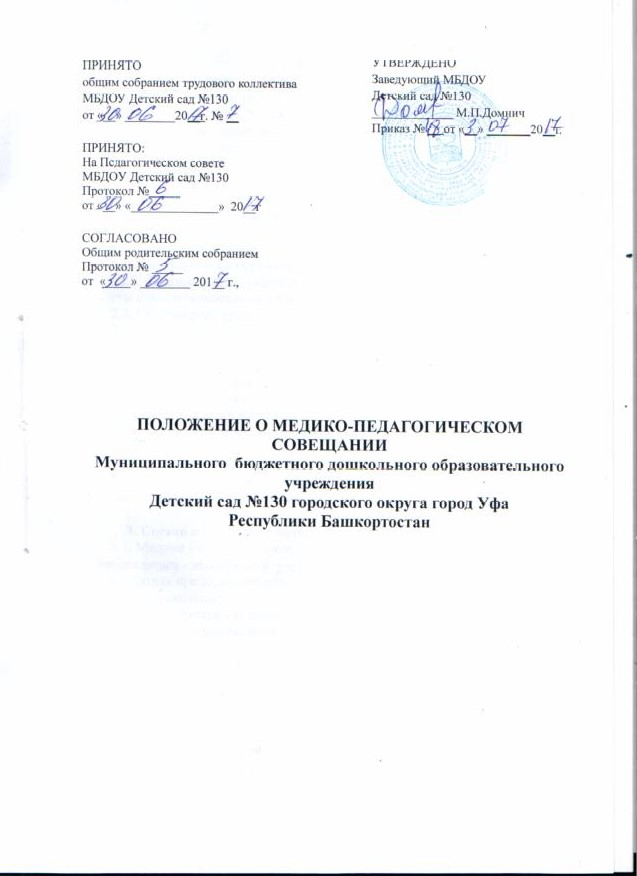 ПРИНЯТО
общим собранием трудового коллектива
МБДОУ Детский сад №130
от «30» 06 2017г. № 7
ПРИНЯТО:
На Педагогическом совете
МБДОУ Детский сад №130
Протокол № 6
от «30» « 06 » 2017г
СОГЛАСОВАНО
Общим родительским собранием
Протокол № 5
от «30» 06 2017 г.,
УТВЕРЖДЕНО
Заведующий МБДОУ
Детский сад №130
М.П.Домнич
Приказ № от «3» 07 2017г.
ПОЛОЖЕНИЕ О МЕДИКО-ПЕДАГОГИЧЕСКОМ
СОВЕЩАНИИ
Муниципального бюджетного дошкольного образовательного
учреждения
Детский сад №130 городского округа город Уфа
Республики Башкортостан